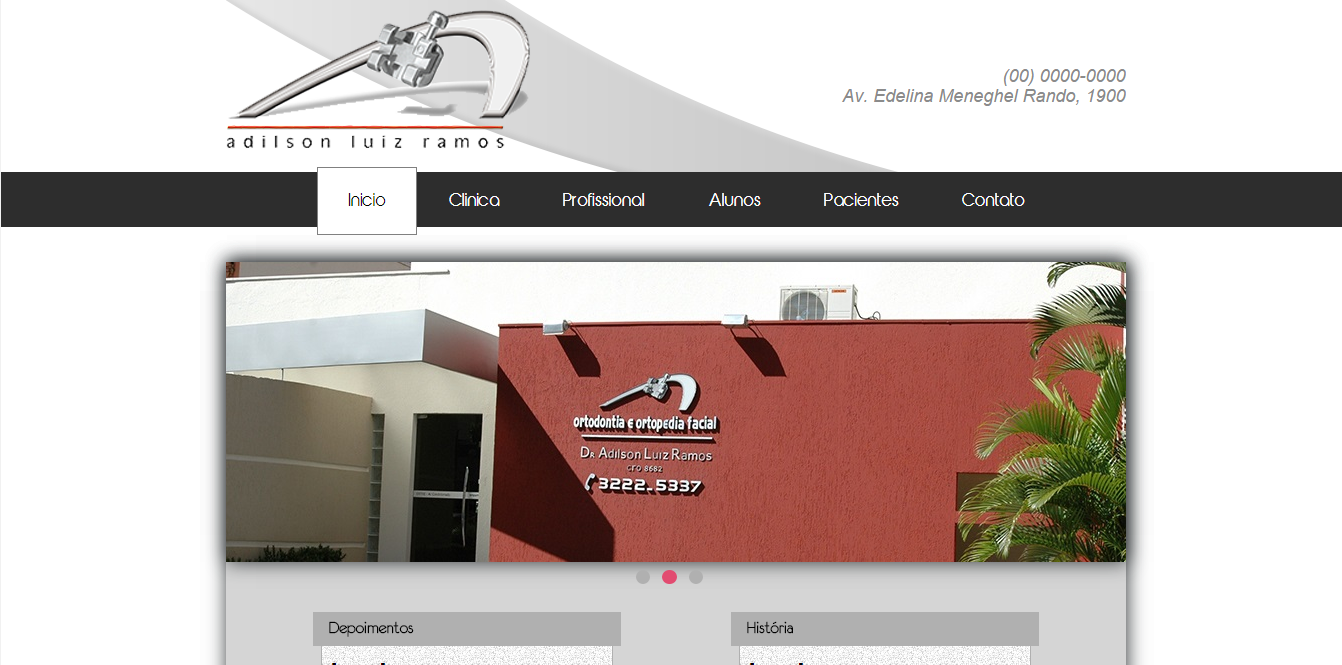 adilson luiz ramos
(00) 0000-0000
Av. Edelina Meneghel Rando, 1900
Inicio
Clinica
Profissional
Alunos
Pacientes
Contato
ortodontia e ortopedia facial
Dr Adilson Luiz Ramos
CRO 8682
3222-5337
Depoimentos
História